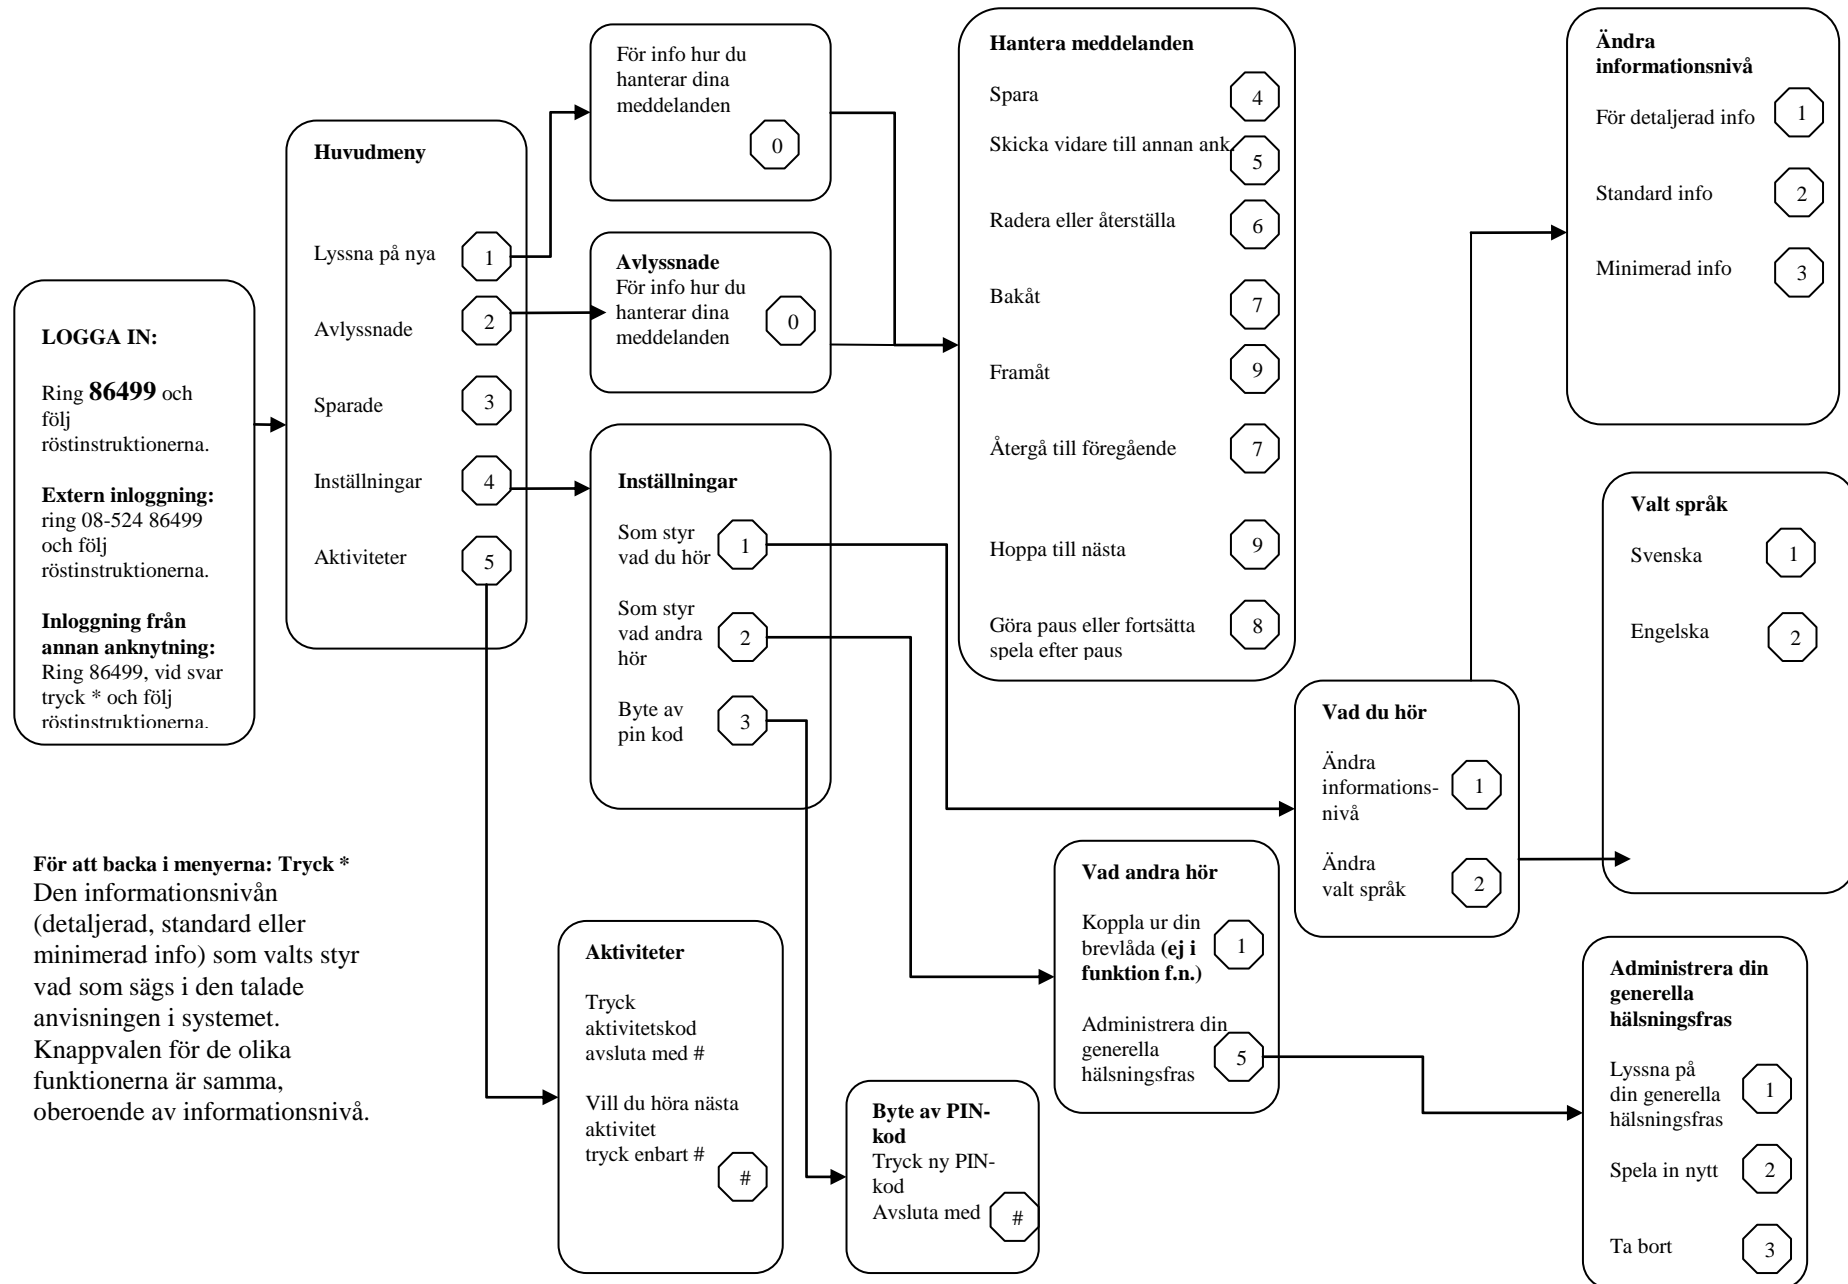 LOGGA IN:
Ring 86499 och
följ
röstinstruktionerna.
Extern inloggning:
ring 08-524 86499
och följ
röstinstruktionerna.
Inloggning från
annan anknytning:
Ring 86499, vid svar
tryck * och följ
röstinstruktionerna.
För att backa i menyerna: Tryck *
Den informationsnivån
(detaljerad, standard eller
minimerad info) som valts styr
vad som sägs i den talade
anvisningen i systemet.
Knappvalen för de olika
funktionerna är samma,
oberoende av informationsnivå.
Huvudmeny
Lyssna på nya 1
Avlyssnade 2
Sparade 3
Inställningar 4
Aktiviteter 5
För info hur du
hanterar dina
meddelanden
0
Avlyssnade
För info hur du
hanterar dina 0
meddelanden
Inställningar
Som styr
vad du hör 1
Som styr
vad andra 2
hör
Byte av
pin kod 3
Aktiviteter
Tryck
aktivitetskod
avsluta med #
Vill du höra nästa
aktivitet
tryck enbart #
#
Byte av PIN-
kod
Tryck ny PIN-
kod
Avsluta med #
Hantera meddelanden
Spara 4
Skicka vidare till annan ank. 5
Radera eller återställa 6
Bakåt 7
Framåt 9
Återgå till föregående 7
Hoppa till nästa 9
Göra paus eller fortsätta 8
spela efter paus
Vad andra hör
Koppla ur din
brevlåda (ej i 1
funktion f.n.)
Administrera din
generella 5
hälsningsfras
Vad du hör
Ändra
informations- 1
nivå
Ändra
valt språk 2
Ändra
informationsnivå
För detaljerad info 1
Standard info 2
Minimerad info 3
Valt språk
Svenska 1
Engelska 2
Administrera din
generella
hälsningsfras
Lyssna på
din generella 1
hälsningsfras
Spela in nytt 2
Ta bort 3